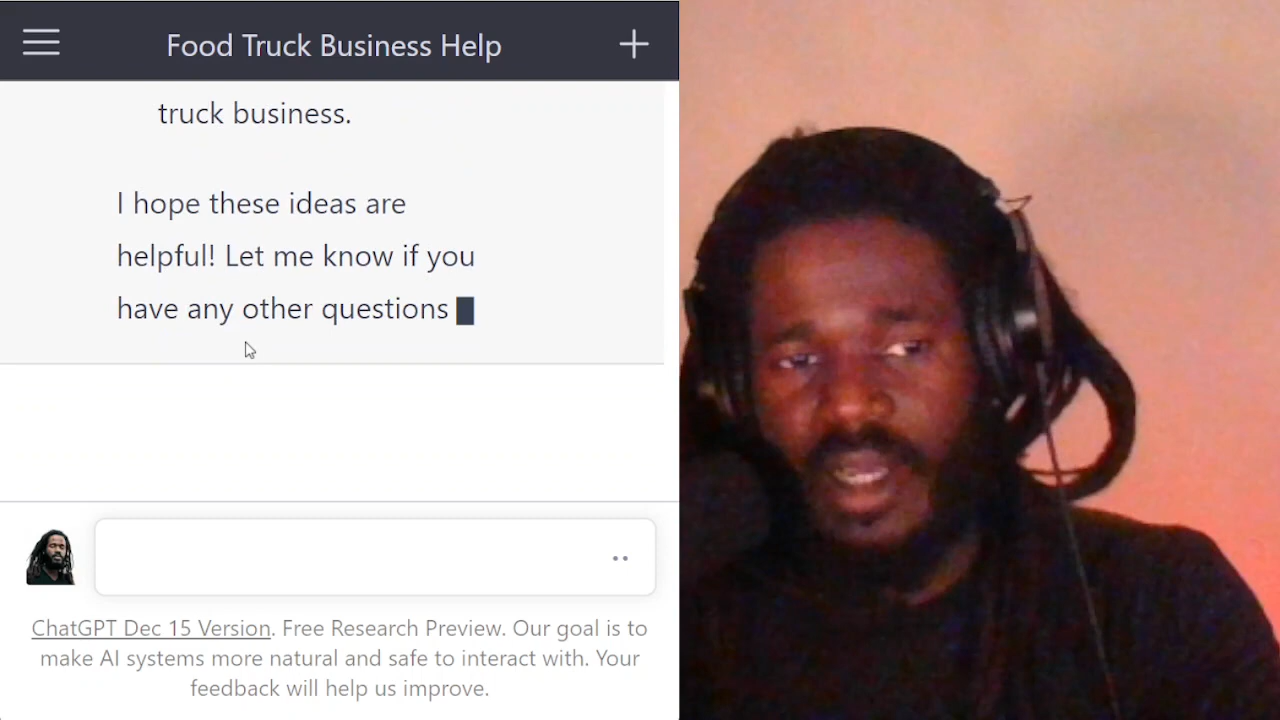 Food Truck Business Help
truck business.
I hope these ideas are
helpful! Let me know if you
have any other questions
ChatGPT Dec 15 Version. Free Research Preview. Our goal is to
make AI systems more natural and safe to interact with. Your
feedback will help us improve.